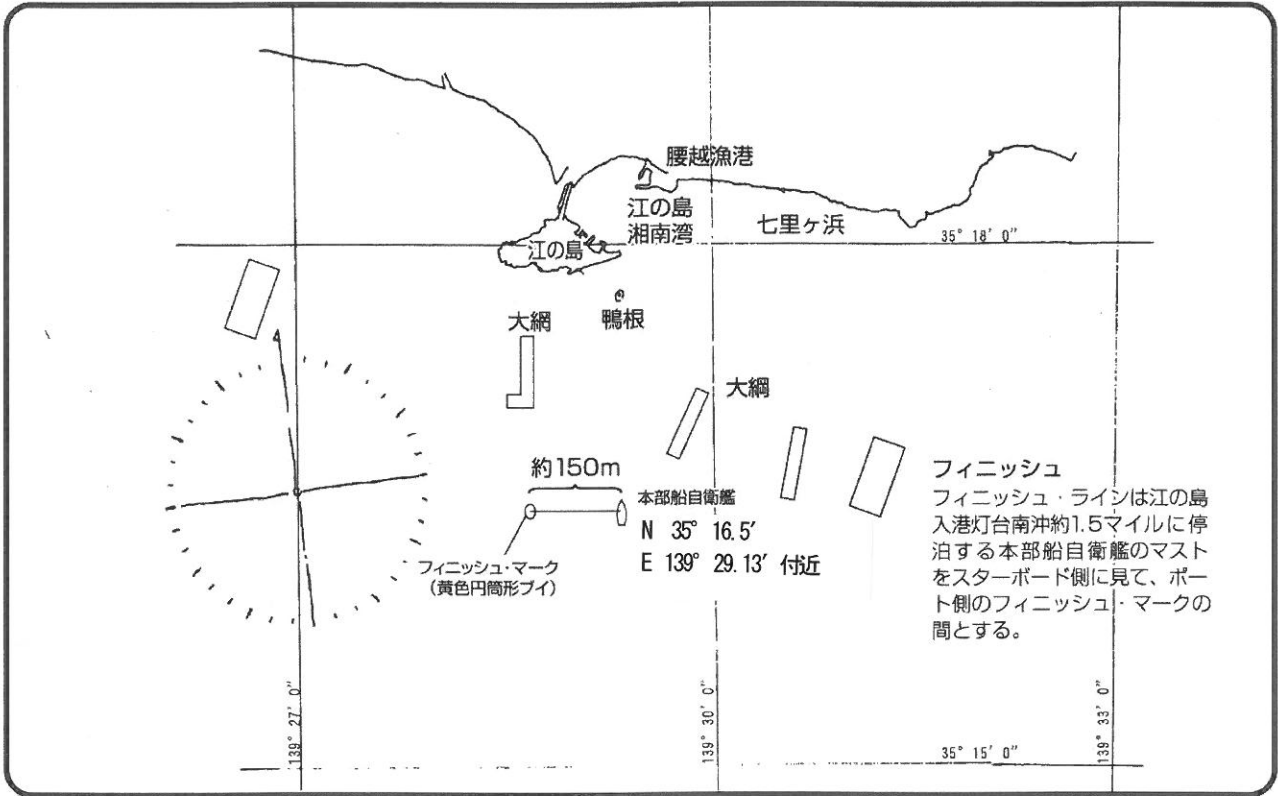 腰越漁港
江の島
湘南湾
七里ヶ浜
35° 18′ 0″
江の島
大網
鴨根
大綱
約150m
本部船自衛艦
N 35° 16.5′
E 139° 29.13′ 付近
フィニッシュ・マーク
(黄色円筒形ブイ)
フィニッシュ
フィニッシュ・ラインは江の島
入港灯台南沖約1.5マイルに停
泊する本部船自衛艦のマスト
をスターボード側に見て、ポー
ト側のフィニッシュ・マークの
間とする。
139° 27′ 0″
139° 30′ 0″
139° 33′ 0″
35° 15′ 0″